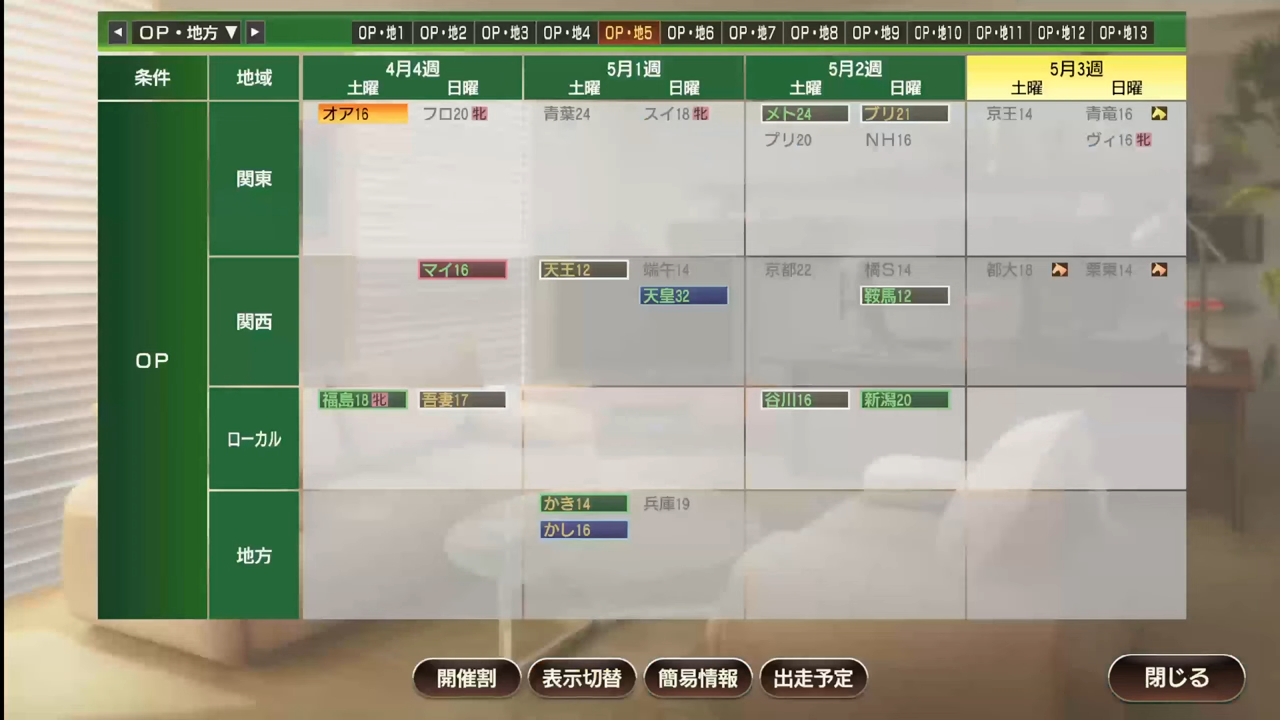 ◀ OP・地方▼ ▶ OP・地1 OP・地2 OP・地3 OP・地4 OP・地5 OP・地6 OP・地7 OP・地8 OP・地9 OP・地10 OP・地11 OP・地12 OP・地13
条件 地域 4月4週 5月1週 5月2週 5月3週
土曜 日曜 土曜 日曜 土曜 日曜 土曜 日曜
オア16 フロ20牝 青葉24 スイ18牝 メト24 ブリ21 京王14 青竜16
プリ20 NH16 ヴィ16牝
関東
マイ16 天王12 端午14 京都22 橘S14 都大18 栗東14
天皇32 鞍馬12
関西
OP
福島18牝 吾妻17 谷川16 新潟20
ローカル
かき14 兵庫19
かし16
地方
開催割 表示切替 簡易情報 出走予定 閉じる